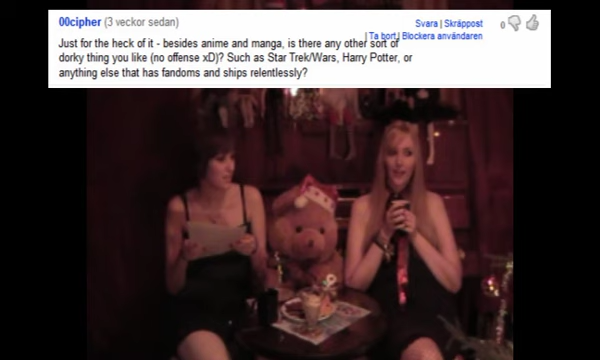 00cipher (3 veckor sedan)
Svara | Skräppost
0
| Ta bort | Blockera användaren
Just for the heck of it - besides anime and manga, is there any other sort of
dorky thing you like (no offense xD)? Such as Star Trek/Wars, Harry Potter, or
anything else that has fandoms and ships relentlessly?